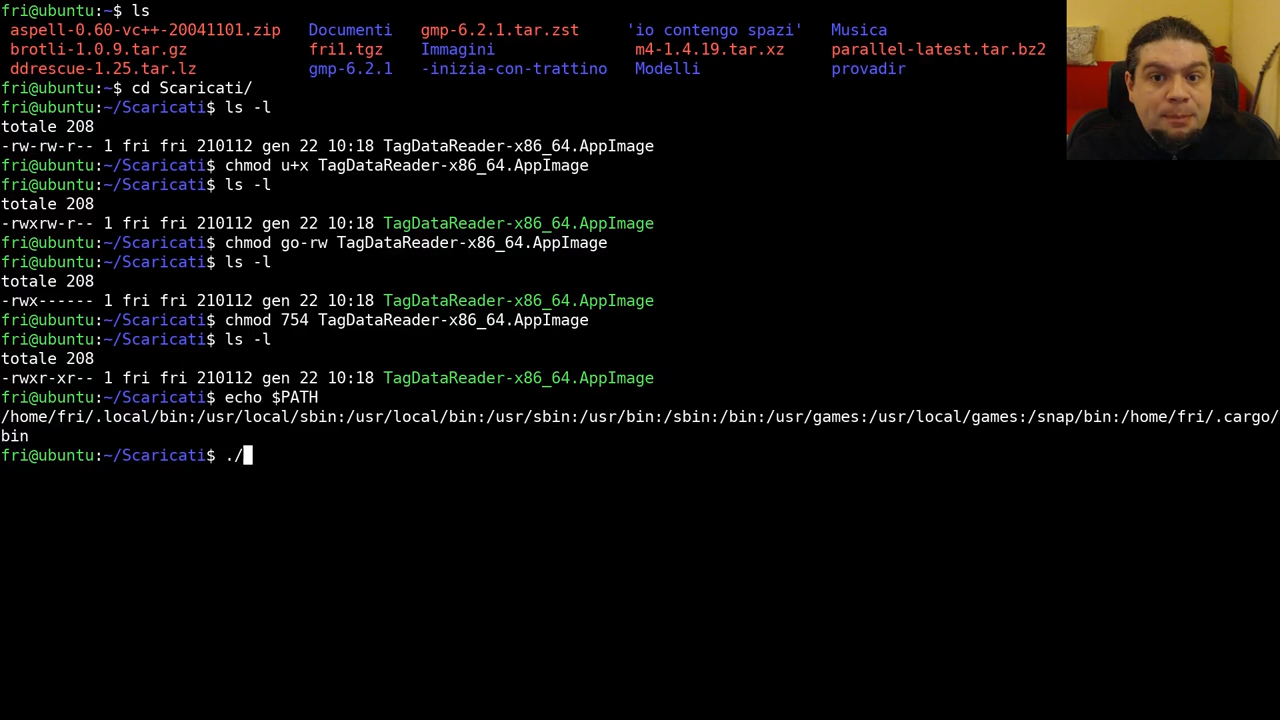 fri@ubuntu:~$ ls
aspell-0.60-vc++-20041101.zip Documenti gmp-6.2.1.tar.zst 'io contengo spazi' Musica
brotli-1.0.9.tar.gz fri1.tgz Immagini m4-1.4.19.tar.xz parallel-latest.tar.bz2
ddrescue-1.25.tar.lz gmp-6.2.1 -inizia-con-trattino Modelli provadir
fri@ubuntu:~$ cd Scaricati/
fri@ubuntu:~/Scaricati$ ls -l
totale 208
-rw-rw-r-- 1 fri fri 210112 gen 22 10:18 TagDataReader-x86_64.AppImage
fri@ubuntu:~/Scaricati$ chmod u+x TagDataReader-x86_64.AppImage
fri@ubuntu:~/Scaricati$ ls -l
totale 208
-rwxrw-r-- 1 fri fri 210112 gen 22 10:18 TagDataReader-x86_64.AppImage
fri@ubuntu:~/Scaricati$ chmod go-rw TagDataReader-x86_64.AppImage
fri@ubuntu:~/Scaricati$ ls -l
totale 208
-rwx------ 1 fri fri 210112 gen 22 10:18 TagDataReader-x86_64.AppImage
fri@ubuntu:~/Scaricati$ chmod 754 TagDataReader-x86_64.AppImage
fri@ubuntu:~/Scaricati$ ls -l
totale 208
-rwxr-xr-- 1 fri fri 210112 gen 22 10:18 TagDataReader-x86_64.AppImage
fri@ubuntu:~/Scaricati$ echo $PATH
/home/fri/.local/bin:/usr/local/sbin:/usr/local/bin:/usr/sbin:/usr/bin:/sbin:/bin:/usr/games:/usr/local/games:/snap/bin:/home/fri/.cargo/
bin
fri@ubuntu:~/Scaricati$ ./